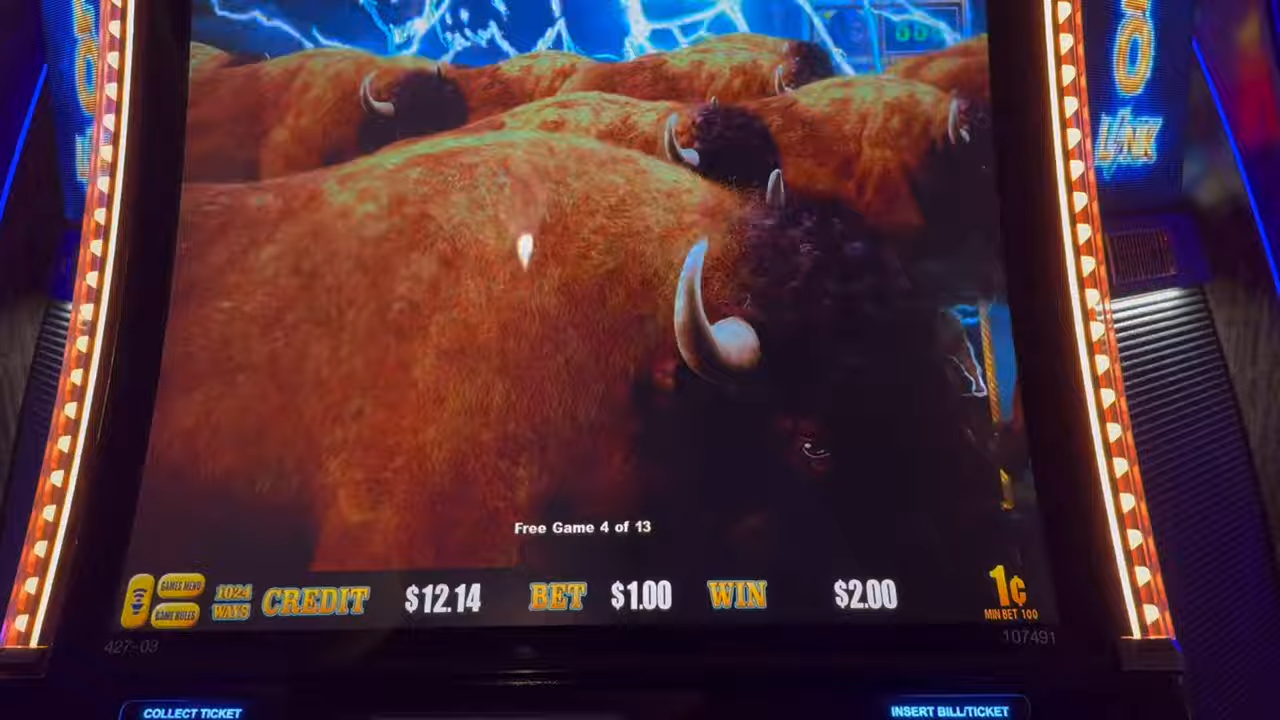 LINK
Free Game 4 of 13
GAMES MENU
GAME RULES
1024
WAYS
CREDIT
$12.14
BET
$1.00
WIN
$2.00
1¢
MIN BET 100
427-03
107491
COLLECT TICKET
INSERT BILL/TICKET